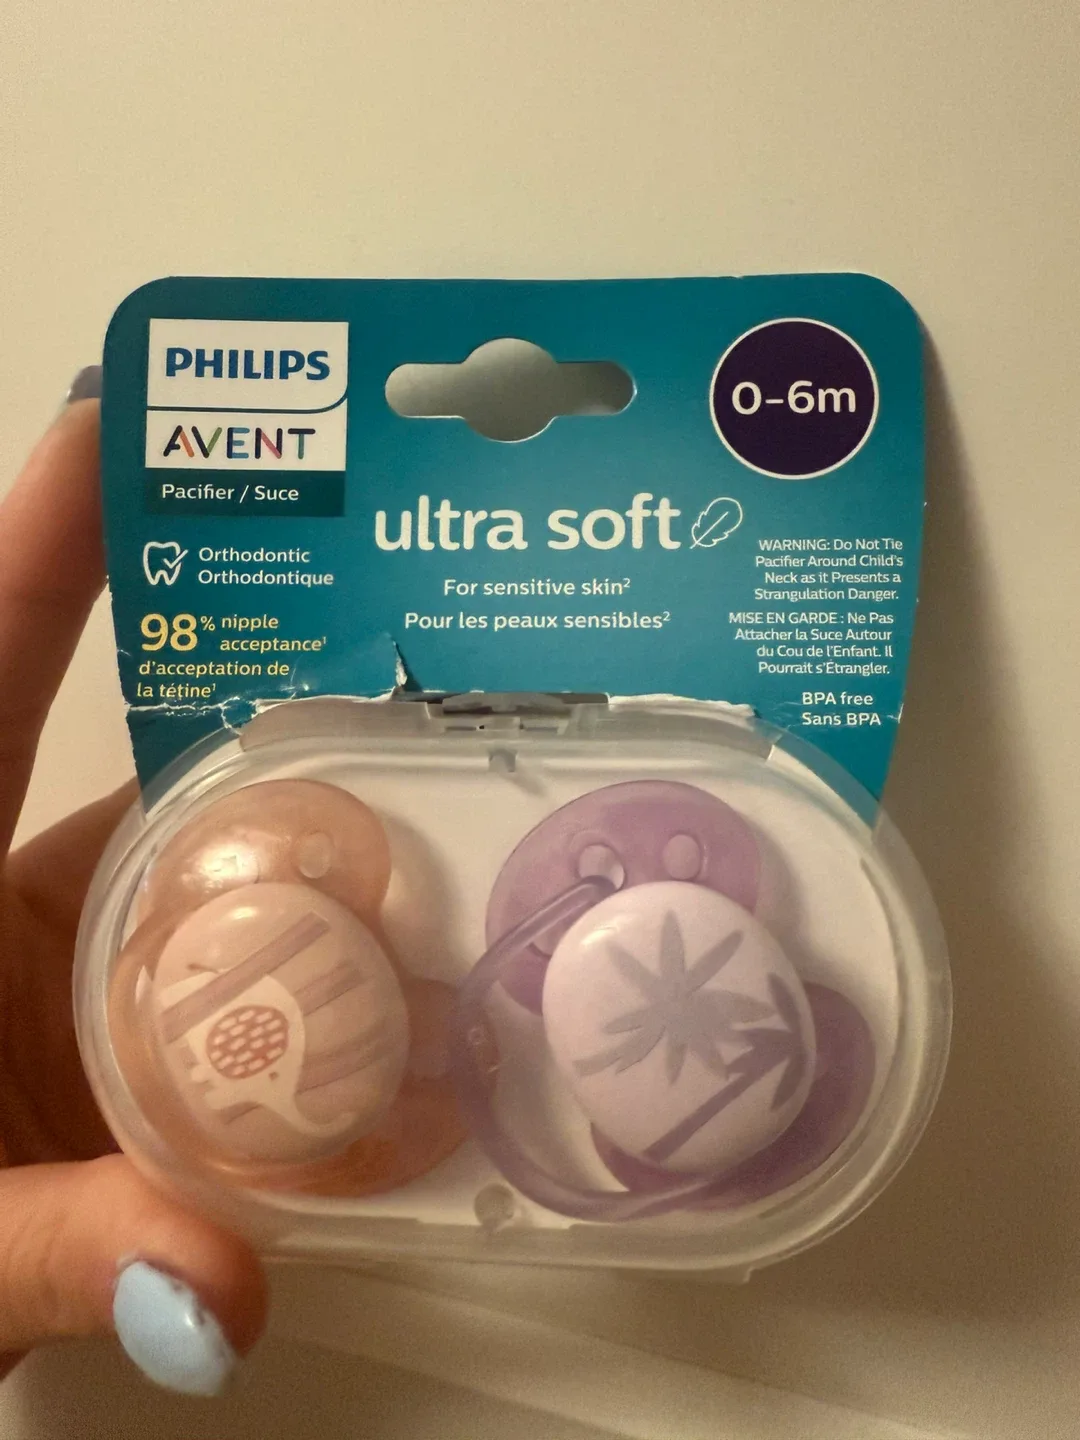 PHILIPS
AVENT
Pacifier / Suce
0-6m
ultra soft
For sensitive skin²
Pour les peaux sensibles²
Orthodontic
Orthodontique
98% nipple
acceptance¹
d'acceptation de
la tétine¹
WARNING: Do Not Tie
Pacifier Around Child's
Neck as it Presents a
Strangulation Danger.
MISE EN GARDE : Ne Pas
Attacher la Suce Autour
du Cou de l'Enfant. Il
Pourrait s'Étrangler.
BPA free
Sans BPA